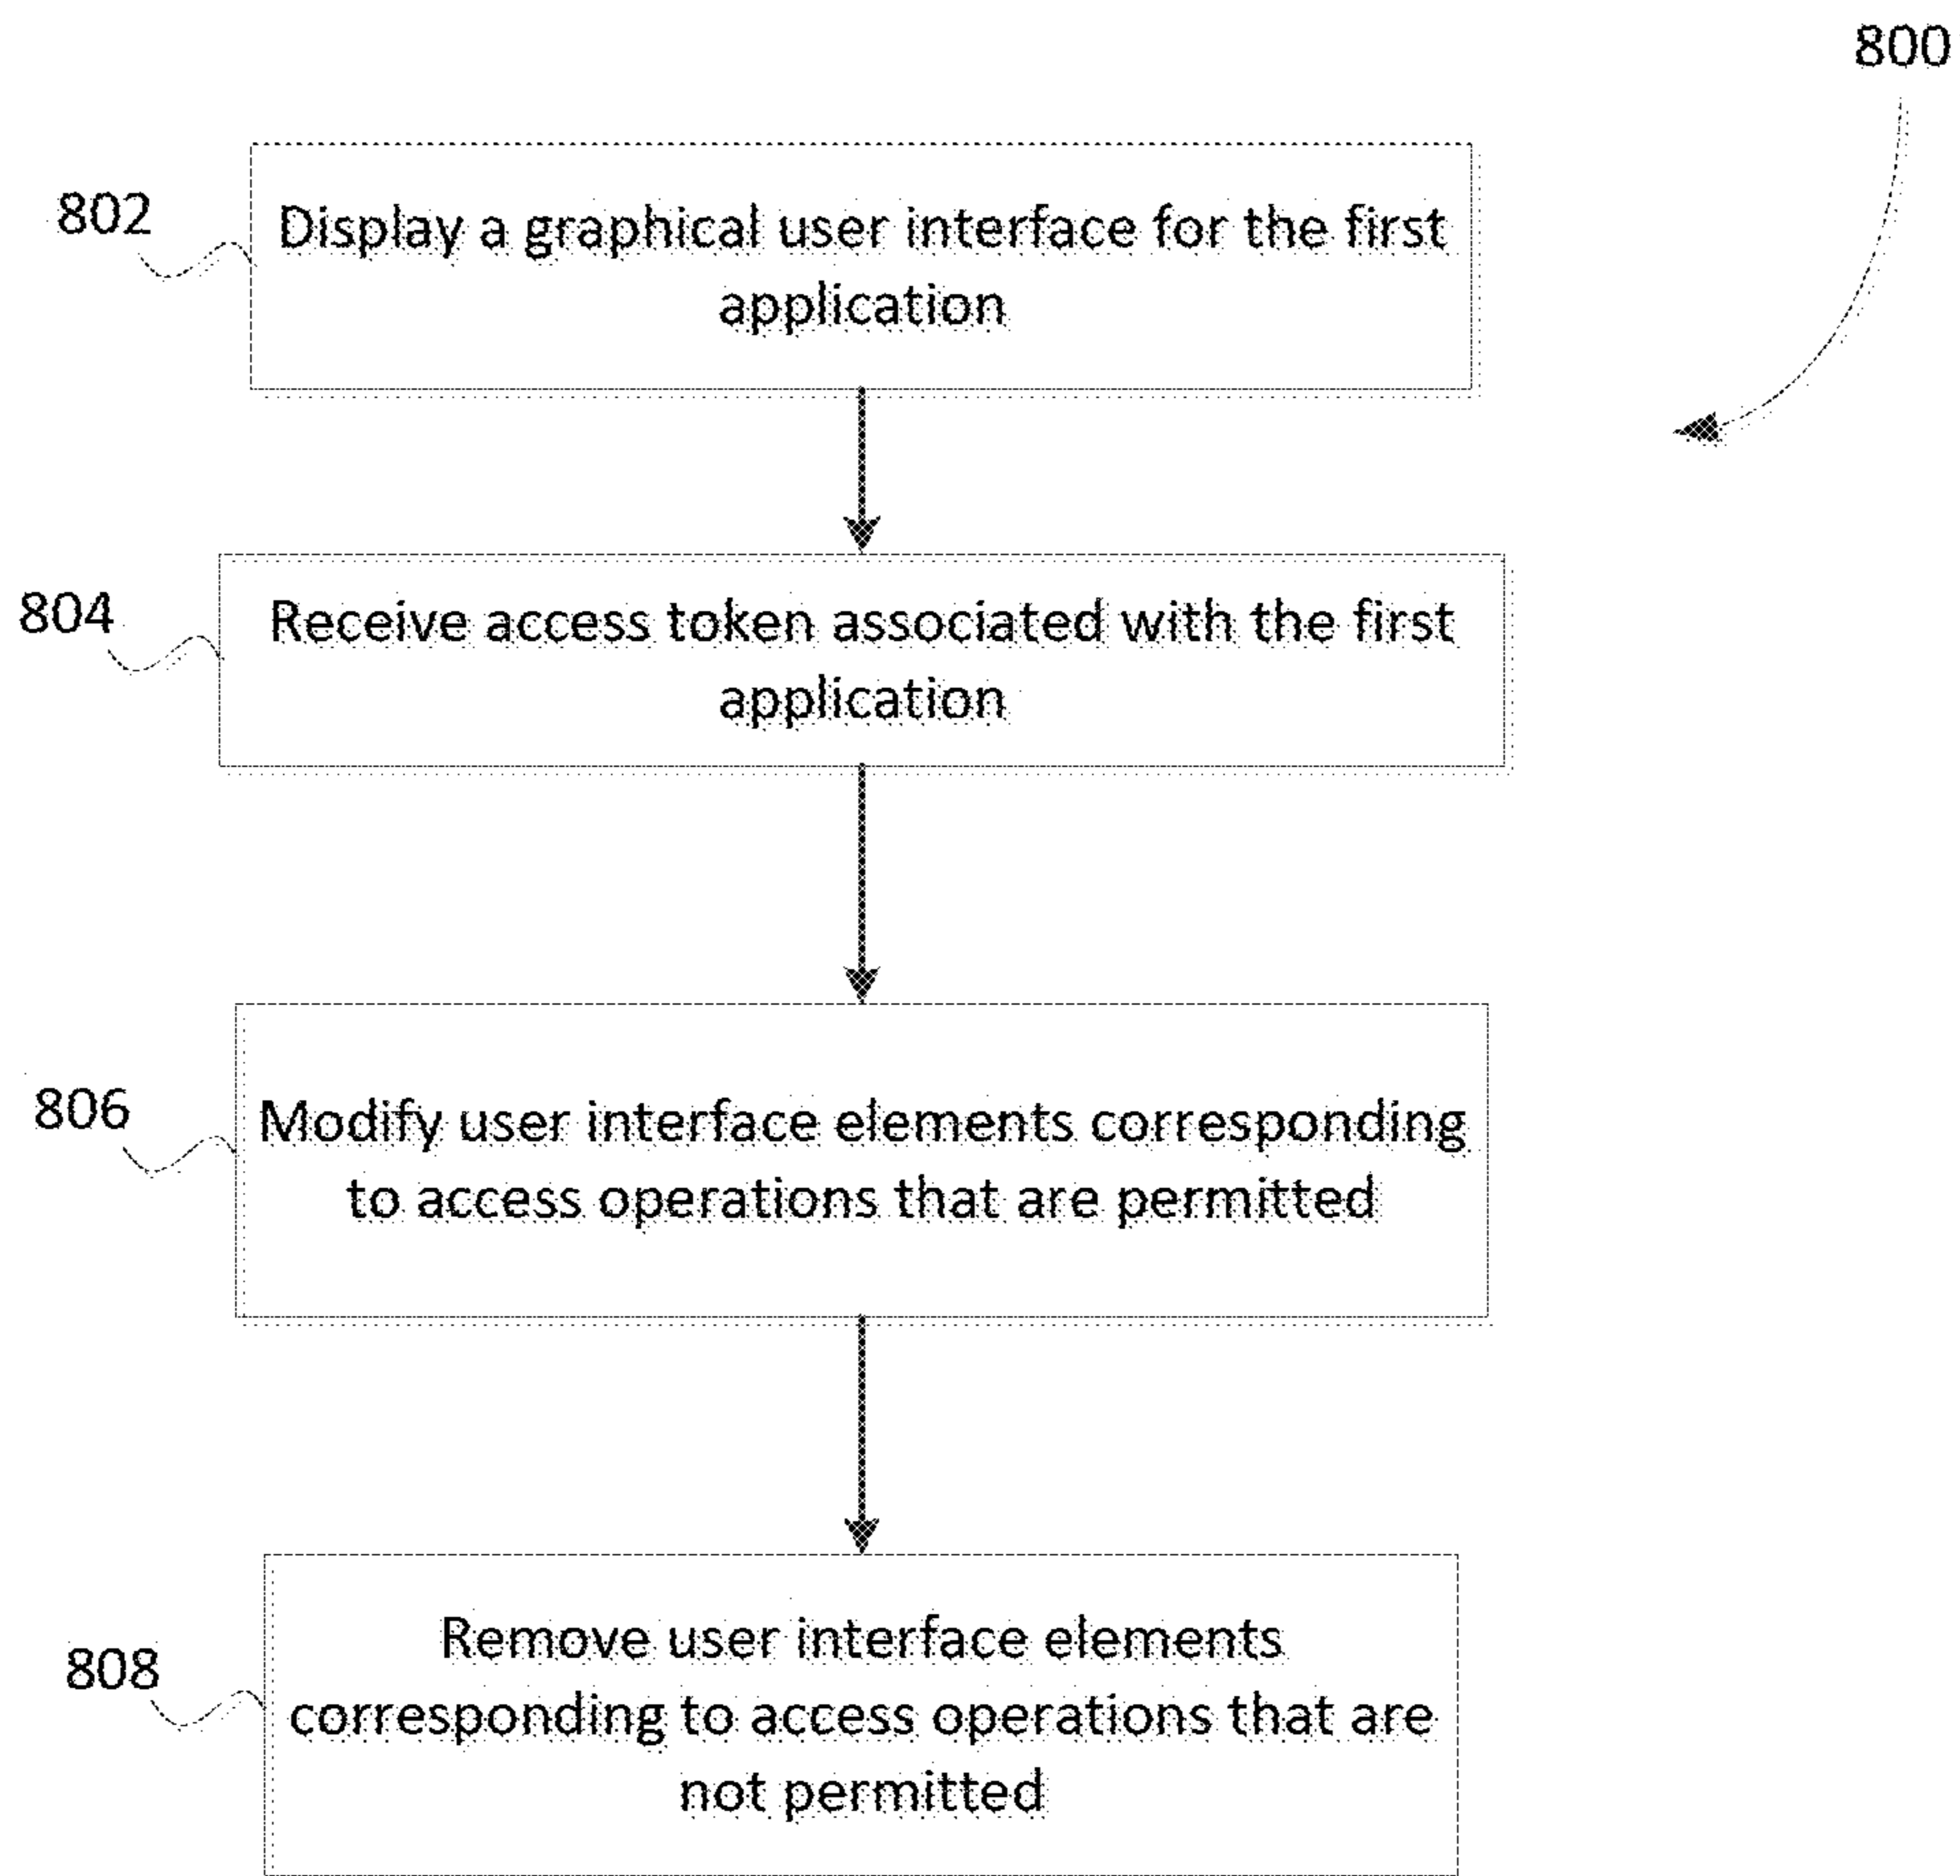 800
802
Display a graphical user interface for the first
application
804
Receive access token associated with the first
application
806
Modify user interface elements corresponding
to access operations that are permitted
808
Remove user interface elements
corresponding to access operations that are
not permitted